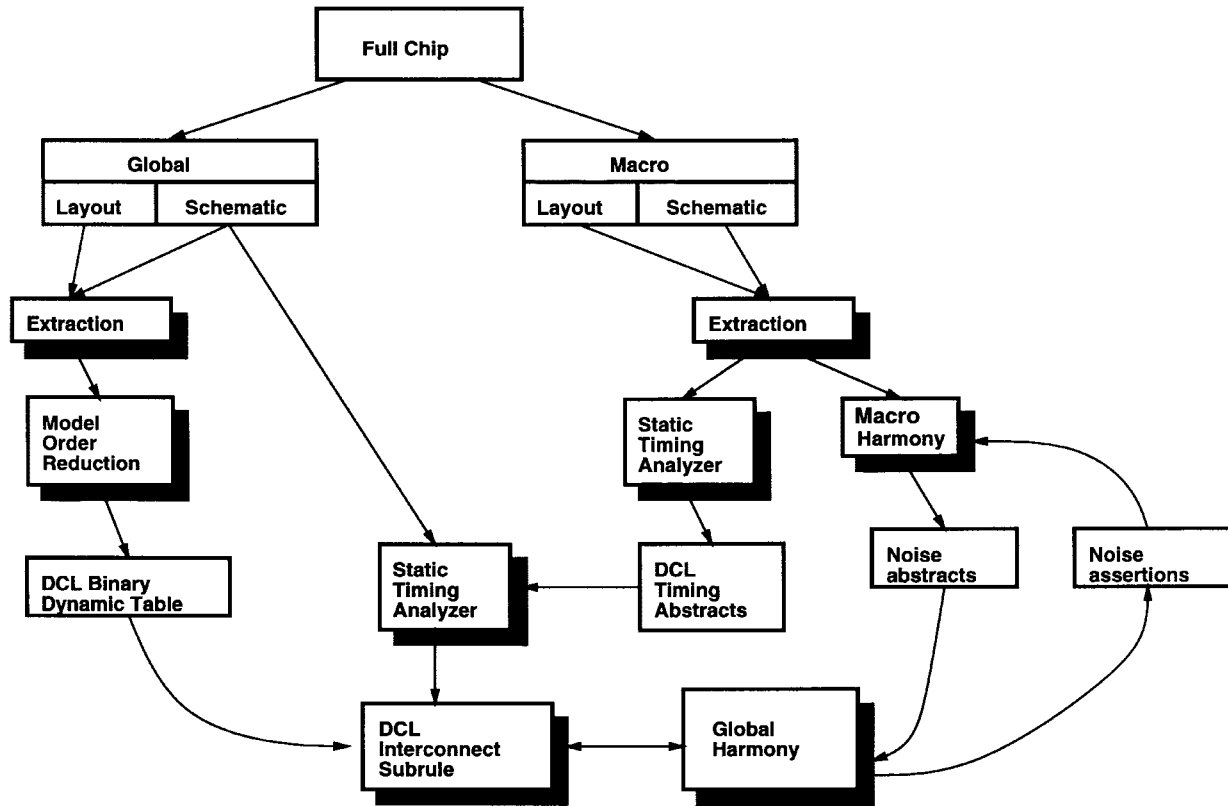 Full Chip
Global
Layout
Schematic
Macro
Layout
Schematic
Extraction
Extraction
Model
Order
Reduction
Static
Timing
Analyzer
Macro
Harmony
DCL Binary
Dynamic Table
Static
Timing
Analyzer
DCL
Timing
Abstracts
Noise
abstracts
Noise
assertions
DCL
Interconnect
Subrule
Global
Harmony